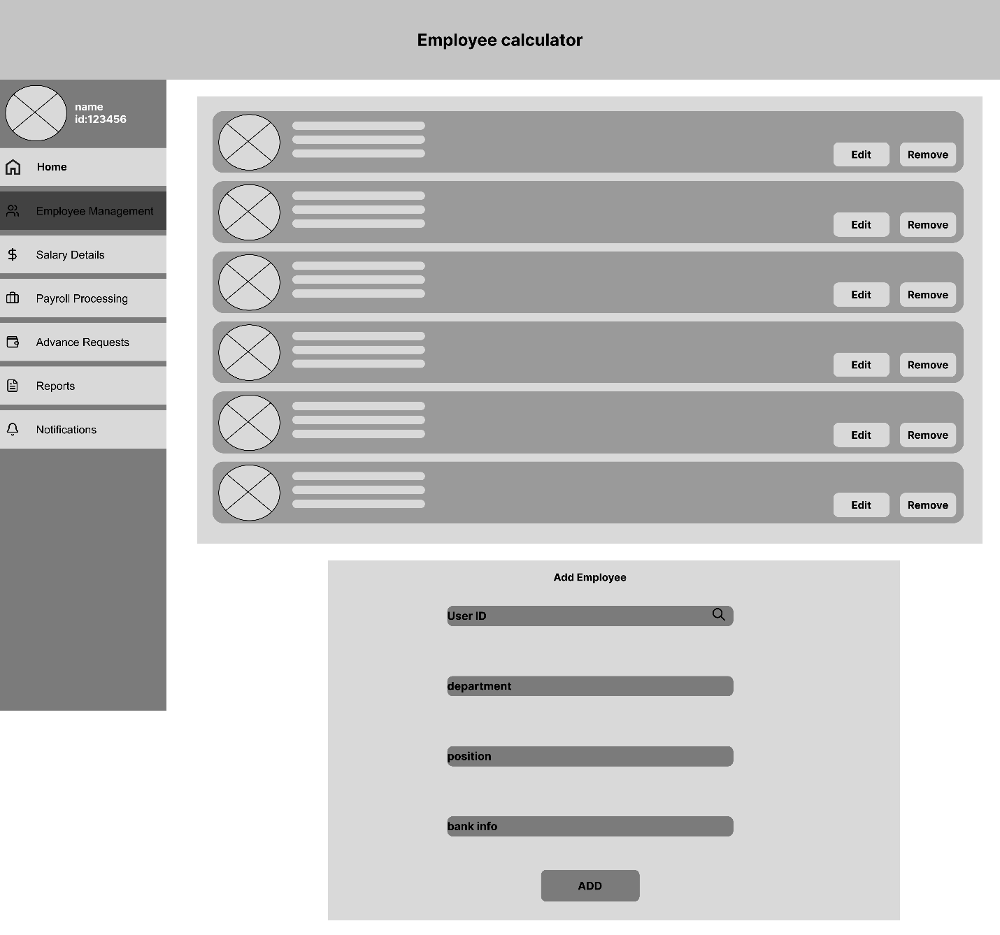 Employee calculator
name
id:123456
Home
Employee Management
Salary Details
Payroll Processing
Advance Requests
Reports
Notifications
Edit Remove
Edit Remove
Edit Remove
Edit Remove
Edit Remove
Edit Remove
Add Employee
User ID
department
position
bank info
ADD